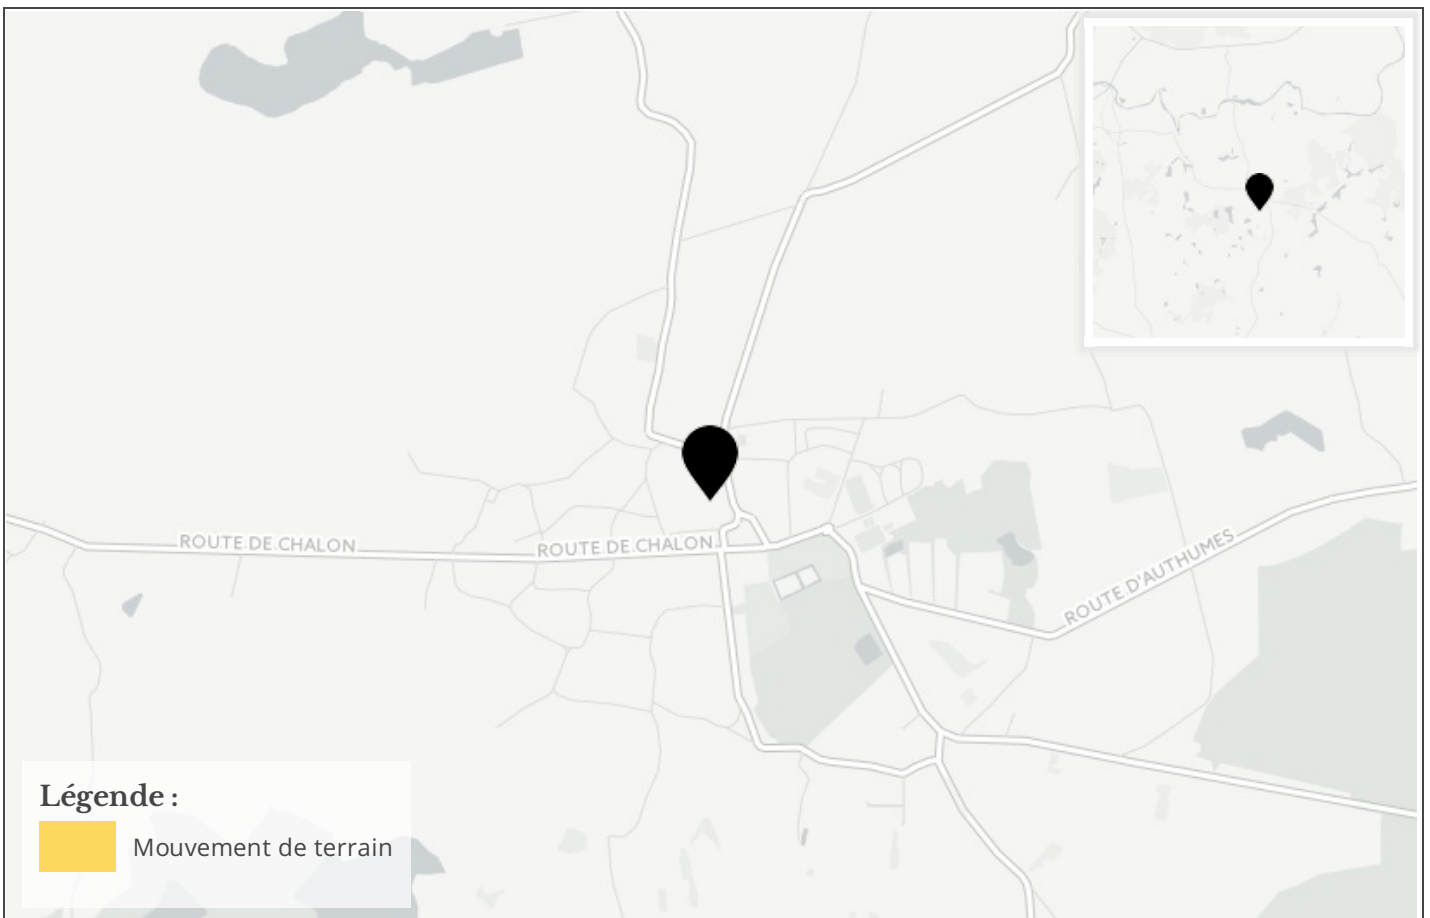 ROUTE DE CHALON
ROUTE DE CHALON
ROUTE D'AUTHUMES
Légende :
Mouvement de terrain